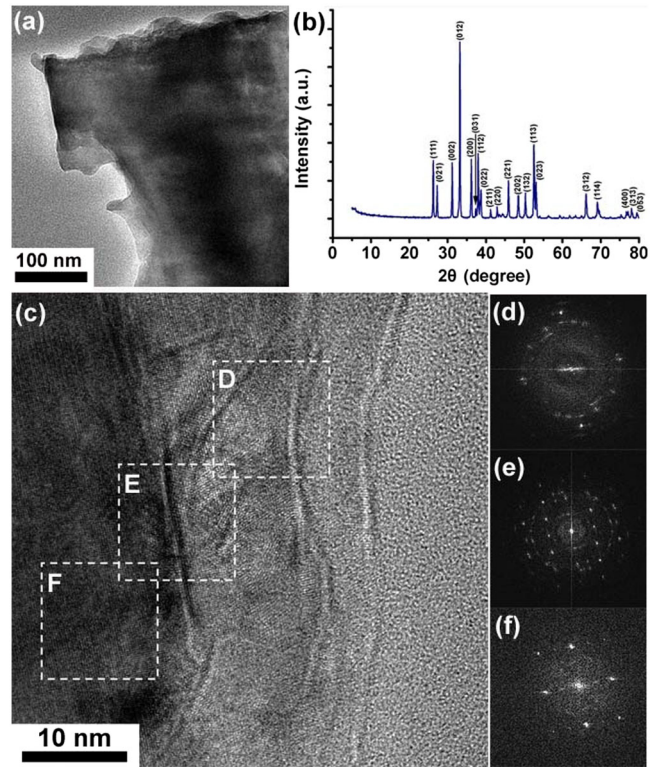 (a)
100 nm
(b)
Intensity (a.u.)
(111)
(021)
(002)
(012)
(200)
(031)
(112)
(022)
(211)
(220)
(221)
(202)
(132)
(113)
(023)
(312)
(114)
(400)
(313)
(053)
0 10 20 30 40 50 60 70 80
2θ (degree)
(c)
D
E
F
10 nm
(d)
(e)
(f)